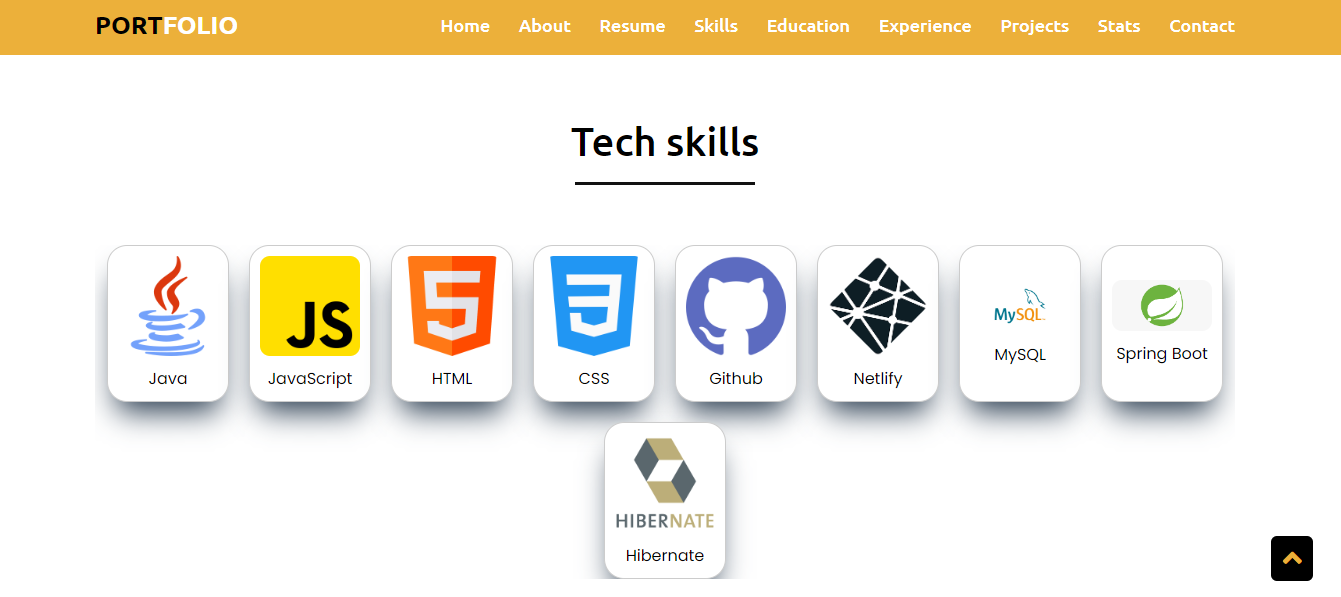 PORTFOLIO Home About Resume Skills Education Experience Projects Stats Contact
Tech skills
JS
5
3
MySQL
Java JavaScript HTML CSS Github Netlify MySQL Spring Boot
HIBERNATE
Hibernate